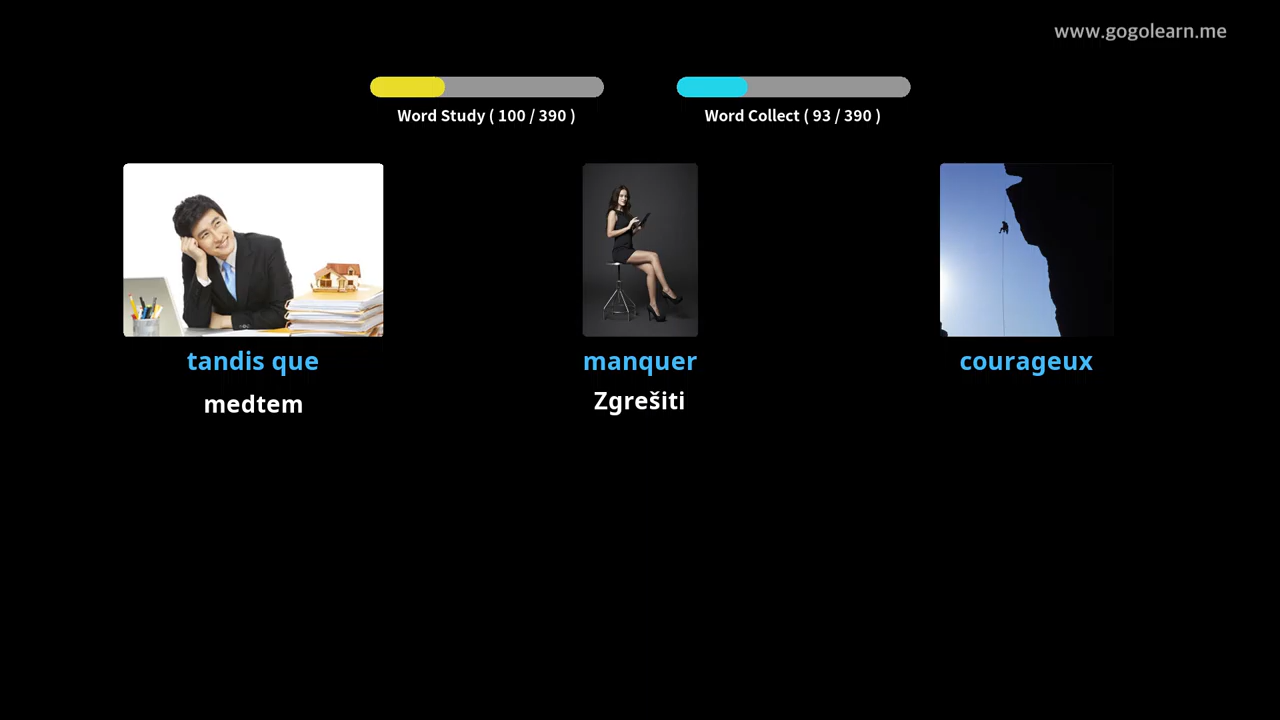 www.gogolearn.me
Word Study ( 100 / 390 )
Word Collect ( 93 / 390 )
tandis que
manquer
courageux
medtem
Zgrešiti